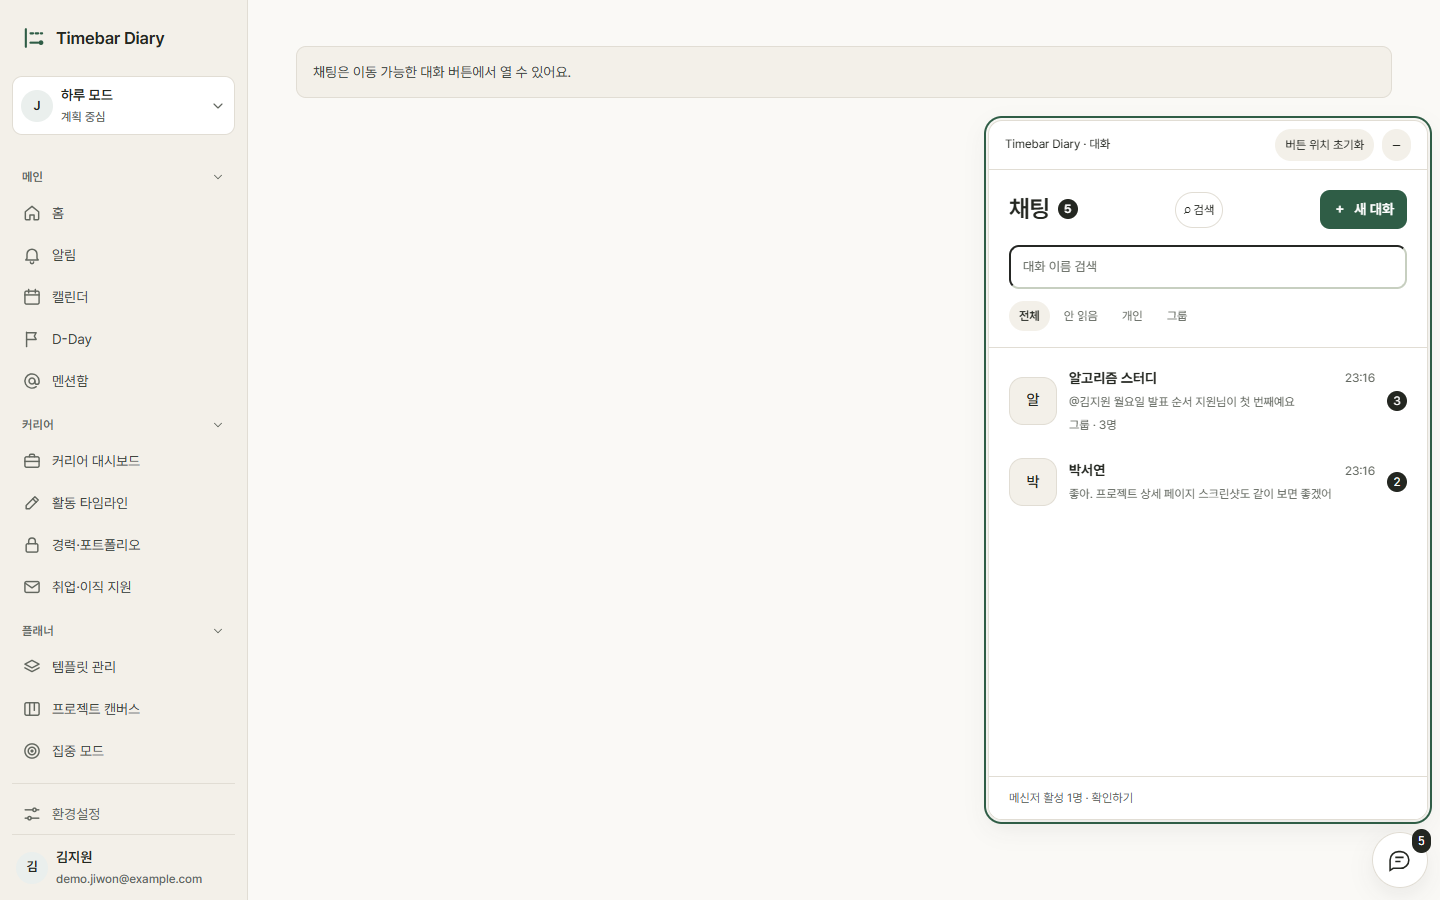 Timebar Diary
J
하루 모드
계획 중심
메인
홈
알림
캘린더
D-Day
멘션함
커리어
커리어 대시보드
활동 타임라인
경력·포트폴리오
취업·이직 지원
플래너
템플릿 관리
프로젝트 캔버스
집중 모드
환경설정
김
김지원
demo.jiwon@example.com
채팅은 이동 가능한 대화 버튼에서 열 수 있어요.
Timebar Diary · 대화
버튼 위치 초기화
–
채팅 5
⌕ 검색
+ 새 대화
대화 이름 검색
전체 안 읽음 개인 그룹
알
알고리즘 스터디 23:16
@김지원 월요일 발표 순서 지원님이 첫 번째예요 3
그룹 · 3명
박
박서연 23:16
좋아. 프로젝트 상세 페이지 스크린샷도 같이 보면 좋겠어 2
메신저 활성 1명 · 확인하기
5